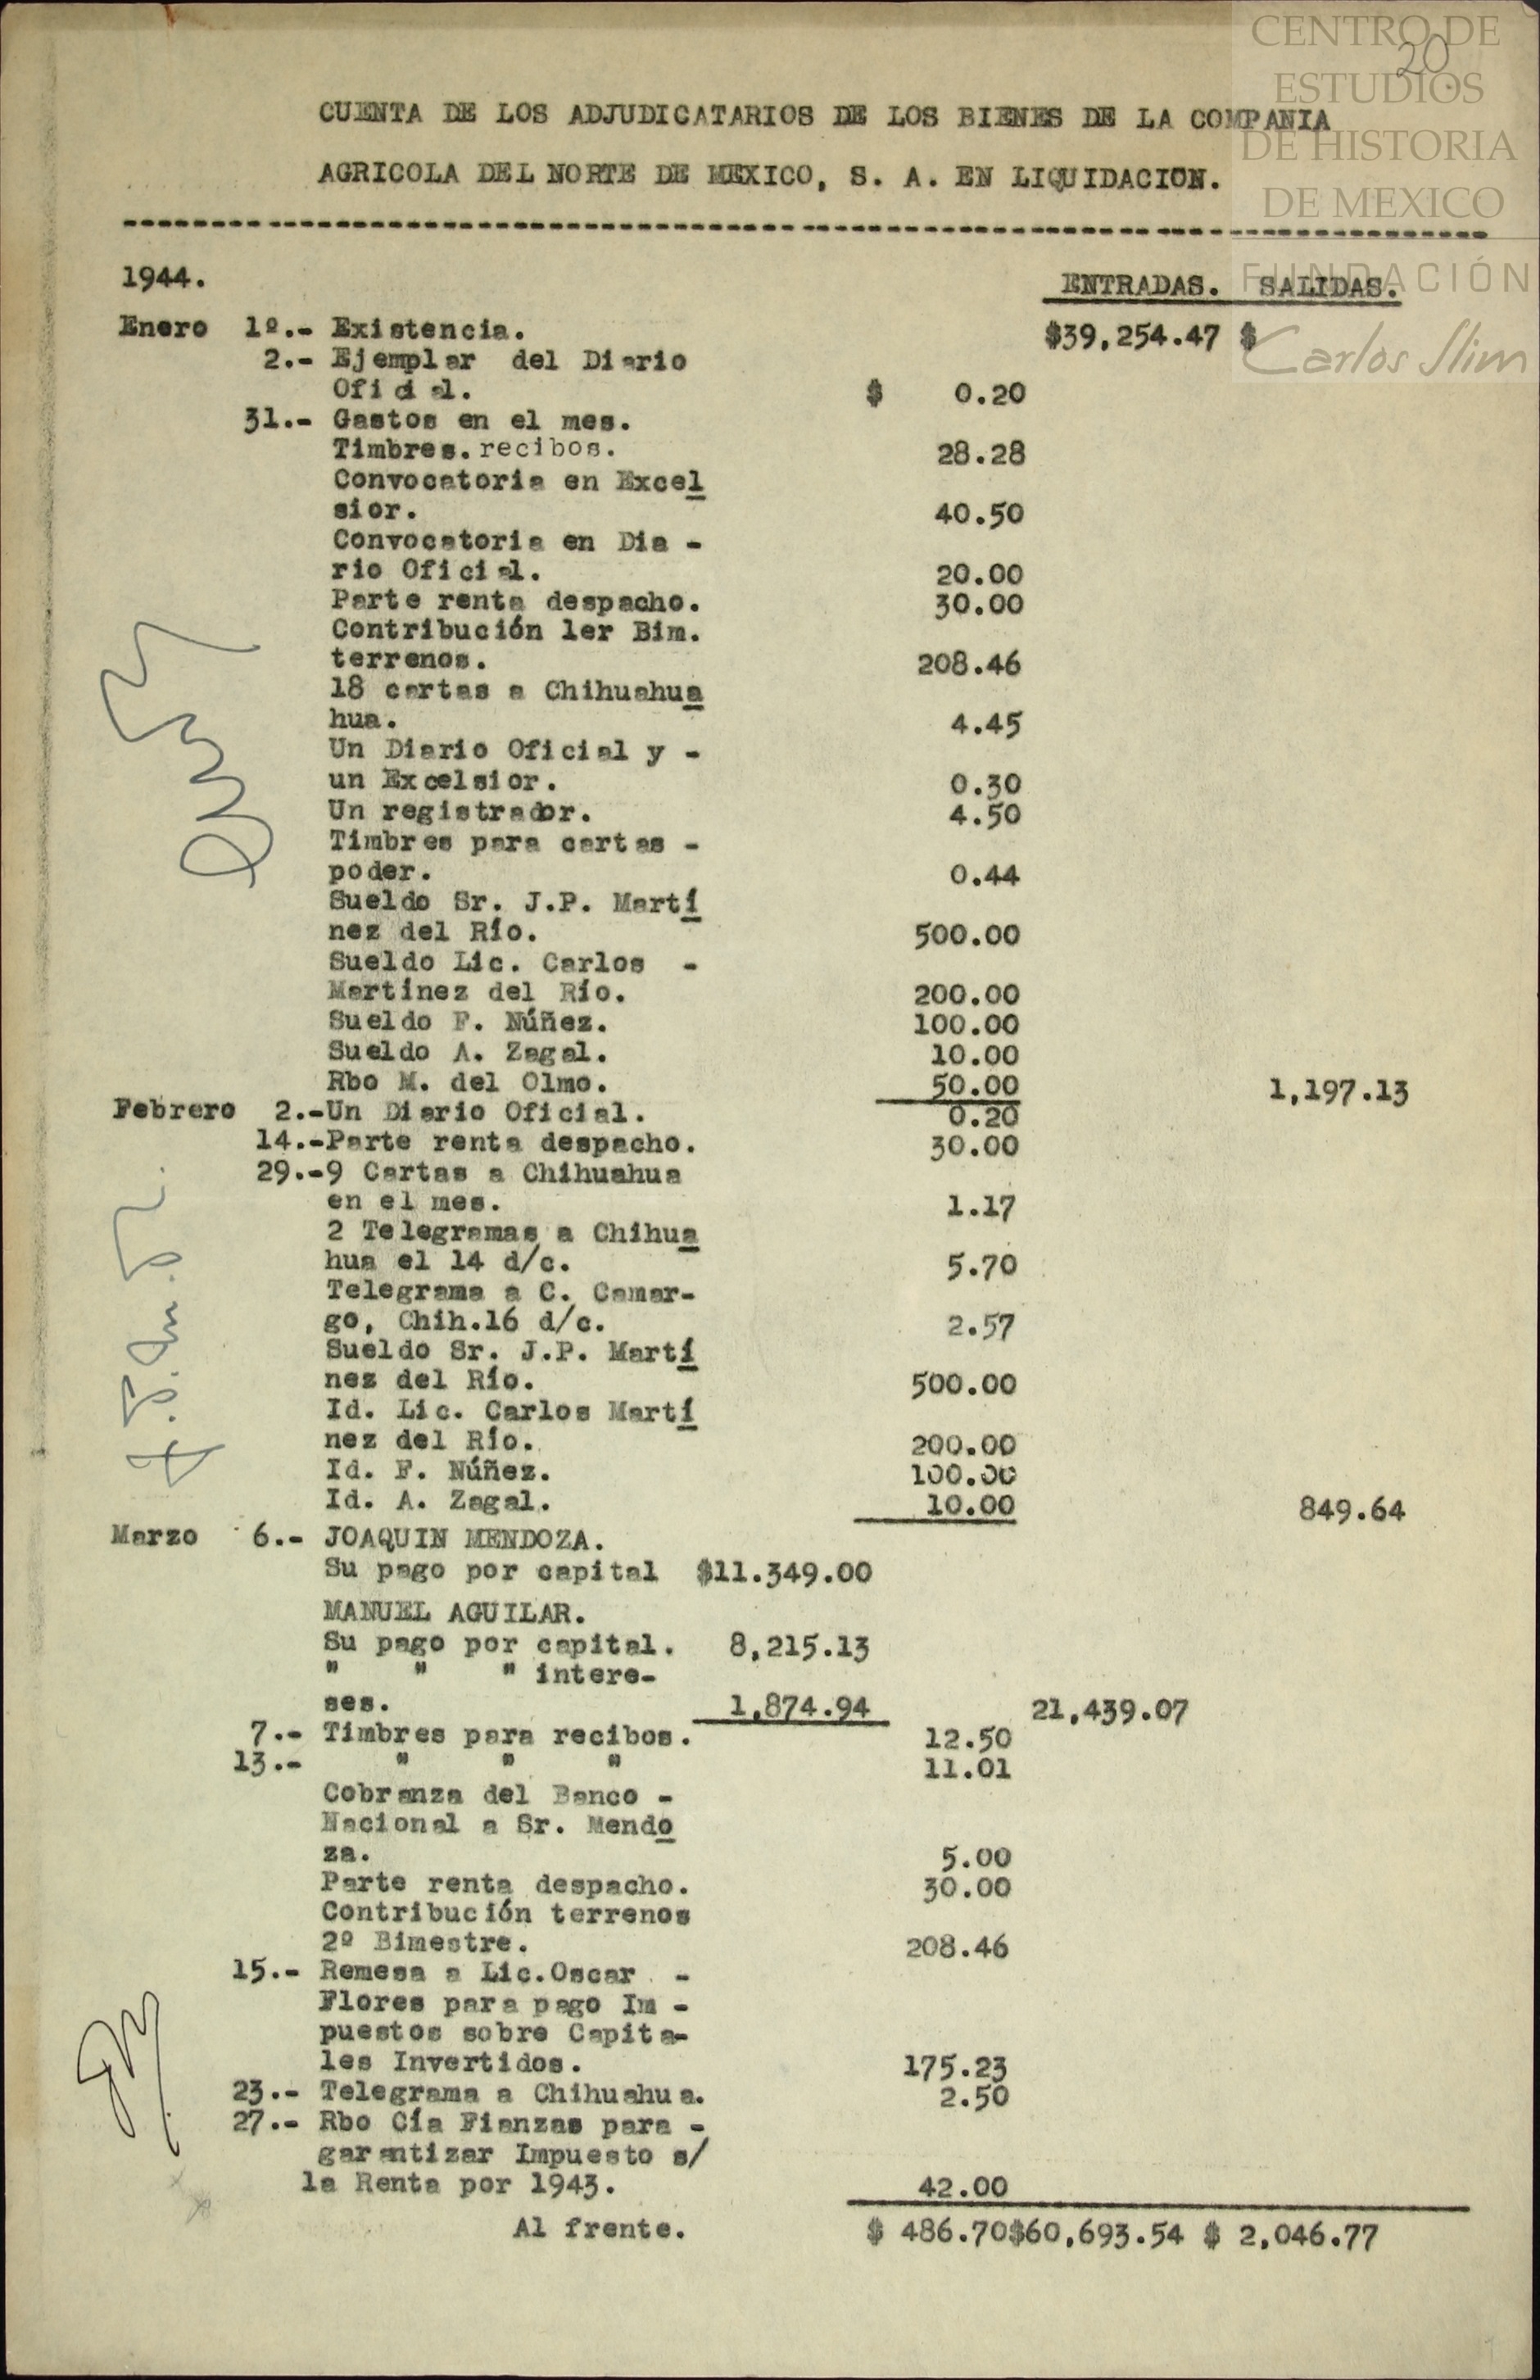 CENTRO DE
20
ESTUDIOS
DE HISTORIA
DE MEXICO
FUNDACIÓN
Carlos Slim
CUENTA DE LOS ADJUDICATARIOS DE LOS BIENES DE LA COMPANIA
AGRICOLA DEL NORTE DE MEXICO, S. A. EN LIQUIDACION.
1944. ENTRADAS. SALIDAS.
Enero 1º.- Existencia. $39,254.47 $
2.- Ejemplar del Diario
Oficial. $ 0.20
31.- Gastos en el mes.
Timbres. recibos. 28.28
Convocatoria en Excel
sior. 40.50
Convocatoria en Dia -
rio Oficial. 20.00
Parte renta despacho. 30.00
Contribución 1er Bim.
terrenos. 208.46
18 cartas a Chihuahua
hua. 4.45
Un Diario Oficial y -
un Excelsior. 0.30
Un registrador. 4.50
Timbres para cartas -
poder. 0.44
Sueldo Sr. J.P. Martí
nez del Río. 500.00
Sueldo Lic. Carlos -
Martínez del Río. 200.00
Sueldo F. Núñez. 100.00
Sueldo A. Zagal. 10.00
Rbo M. del Olmo. 50.00 1,197.13
Febrero 2.-Un Diario Oficial. 0.20
14.-Parte renta despacho. 30.00
29.-9 Cartas a Chihuahua
en el mes. 1.17
2 Telegramas a Chihua
hua el 14 d/c. 5.70
Telegrama a C. Camar-
go, Chih.16 d/c. 2.57
Sueldo Sr. J.P. Martí
nez del Río. 500.00
Id. Lic. Carlos Martí
nez del Río. 200.00
Id. F. Núñez. 100.00
Id. A. Zagal. 10.00 849.64
Marzo 6.- JOAQUIN MENDOZA.
Su pago por capital $11.349.00
MANUEL AGUILAR.
Su pago por capital. 8,215.13
" " " intere-
ses. 1,874.94 21,439.07
7.- Timbres para recibos. 12.50
13.- " " " 11.01
Cobranza del Banco -
Nacional a Sr. Mendo
za. 5.00
Parte renta despacho. 30.00
Contribución terrenos
2º Bimestre. 208.46
15.- Remesa a Lic.Oscar -
Flores para pago Im -
puestos sobre Capita-
les Invertidos. 175.23
23.- Telegrama a Chihuahua. 2.50
27.- Rbo Cía Fianzas para -
garantizar Impuesto s/
la Renta por 1943. 42.00
Al frente. $ 486.70$60,693.54 $ 2,046.77